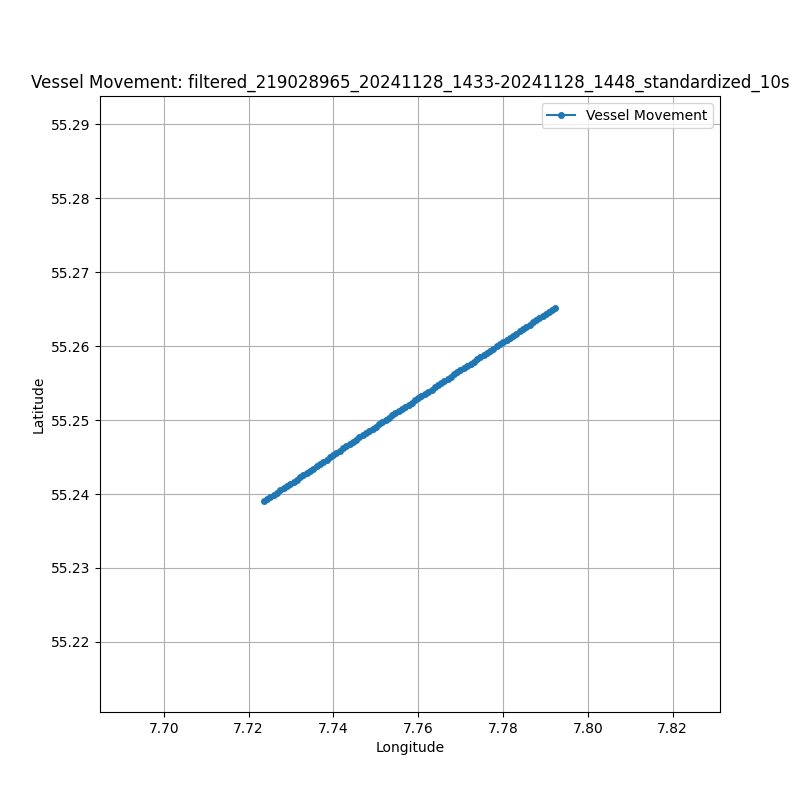 Vessel Movement: filtered_219028965_20241128_1433-20241128_1448_standardized_10s
Vessel Movement
55.29
55.28
55.27
55.26
55.25
55.24
55.23
55.22
Latitude
7.70 7.72 7.74 7.76 7.78 7.80 7.82
Longitude